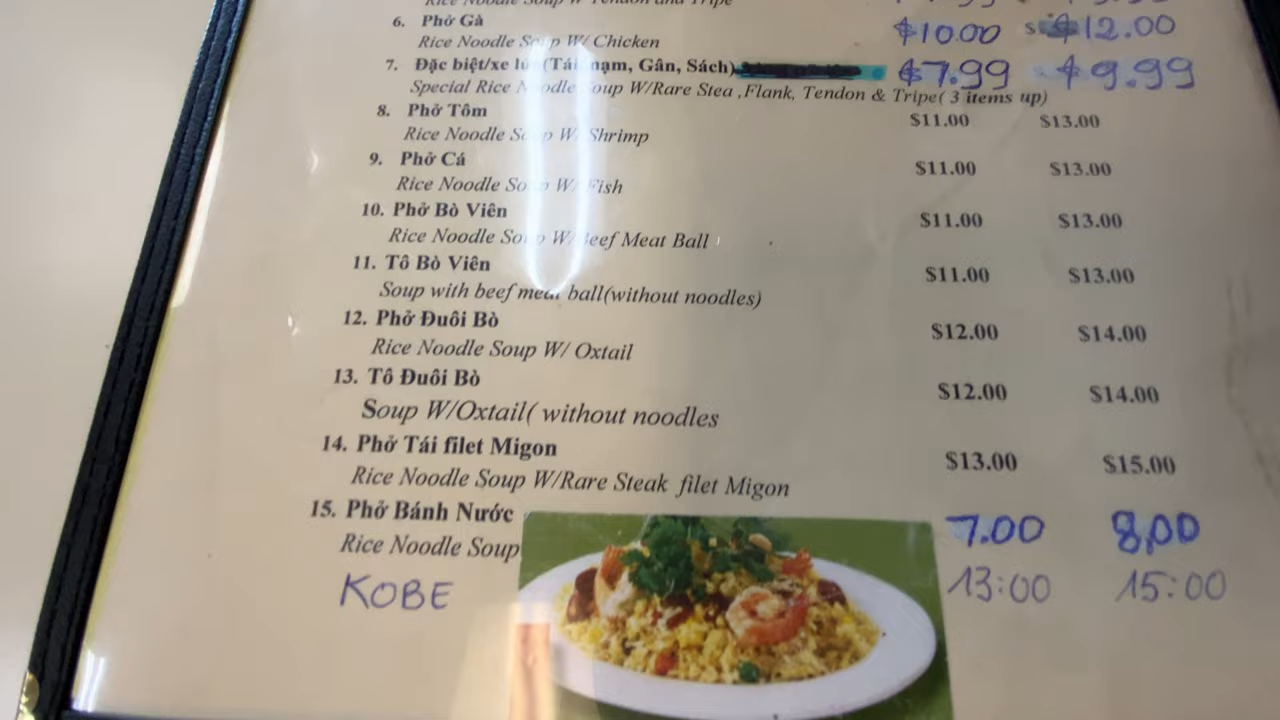 Rice Noodle Soup W Tendon and Tripe
6. Phở Gà $10.00 $12.00
Rice Noodle Soup W/ Chicken
7. Đặc biệt/xe (Tái nạm, Gân, Sách) $7.99 $9.99
Special Rice Noodle Soup W/Rare Stea ,Flank, Tendon & Tripe( 3 items up)
8. Phở Tôm $11.00 $13.00
Rice Noodle Soup W/ Shrimp
9. Phở Cá $11.00 $13.00
Rice Noodle Soup W/ Fish
10. Phở Bò Viên $11.00 $13.00
Rice Noodle Soup W/ Beef Meat Ball
11. Tô Bò Viên $11.00 $13.00
Soup with beef meat ball(without noodles)
12. Phở Đuôi Bò $12.00 $14.00
Rice Noodle Soup W/ Oxtail
13. Tô Đuôi Bò $12.00 $14.00
Soup W/Oxtail( without noodles
14. Phở Tái filet Migon $13.00 $15.00
Rice Noodle Soup W/Rare Steak filet Migon
15. Phở Bánh Nước 7.00 8,00
Rice Noodle Soup
KOBE 13:00 15:00